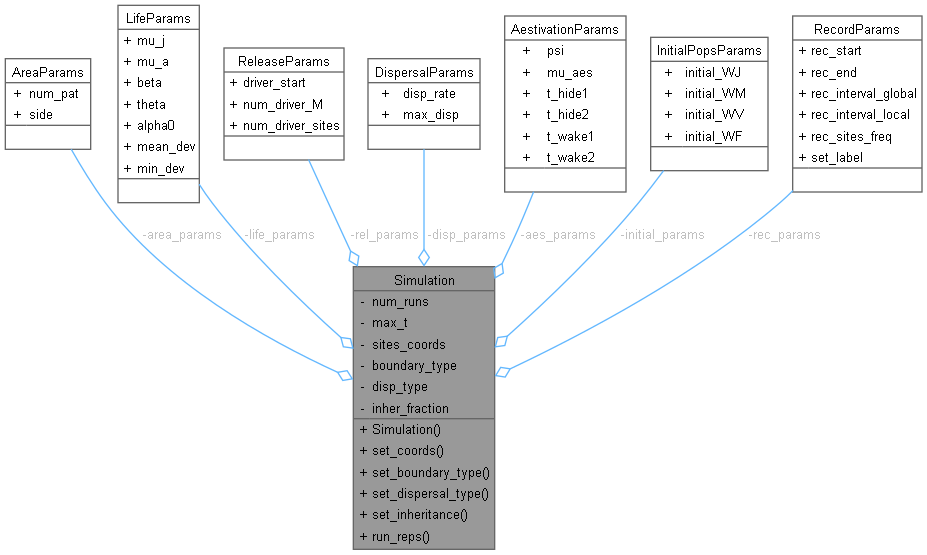 AreaParams
+ num_pat
+ side
LifeParams
+ mu_j
+ mu_a
+ beta
+ theta
+ alpha0
+ mean_dev
+ min_dev
ReleaseParams
+ driver_start
+ num_driver_M
+ num_driver_sites
DispersalParams
+ disp_rate
+ max_disp
AestivationParams
+ psi
+ mu_aes
+ t_hide1
+ t_hide2
+ t_wake1
+ t_wake2
InitialPopsParams
+ initial_WJ
+ initial_WM
+ initial_WV
+ initial_WF
RecordParams
+ rec_start
+ rec_end
+ rec_interval_global
+ rec_interval_local
+ rec_sites_freq
+ set_label
-area_params
-life_params
-rel_params
-disp_params
-aes_params
-initial_params
-rec_params
Simulation
- num_runs
- max_t
- sites_coords
- boundary_type
- disp_type
- inher_fraction
+ Simulation()
+ set_coords()
+ set_boundary_type()
+ set_dispersal_type()
+ set_inheritance()
+ run_reps()